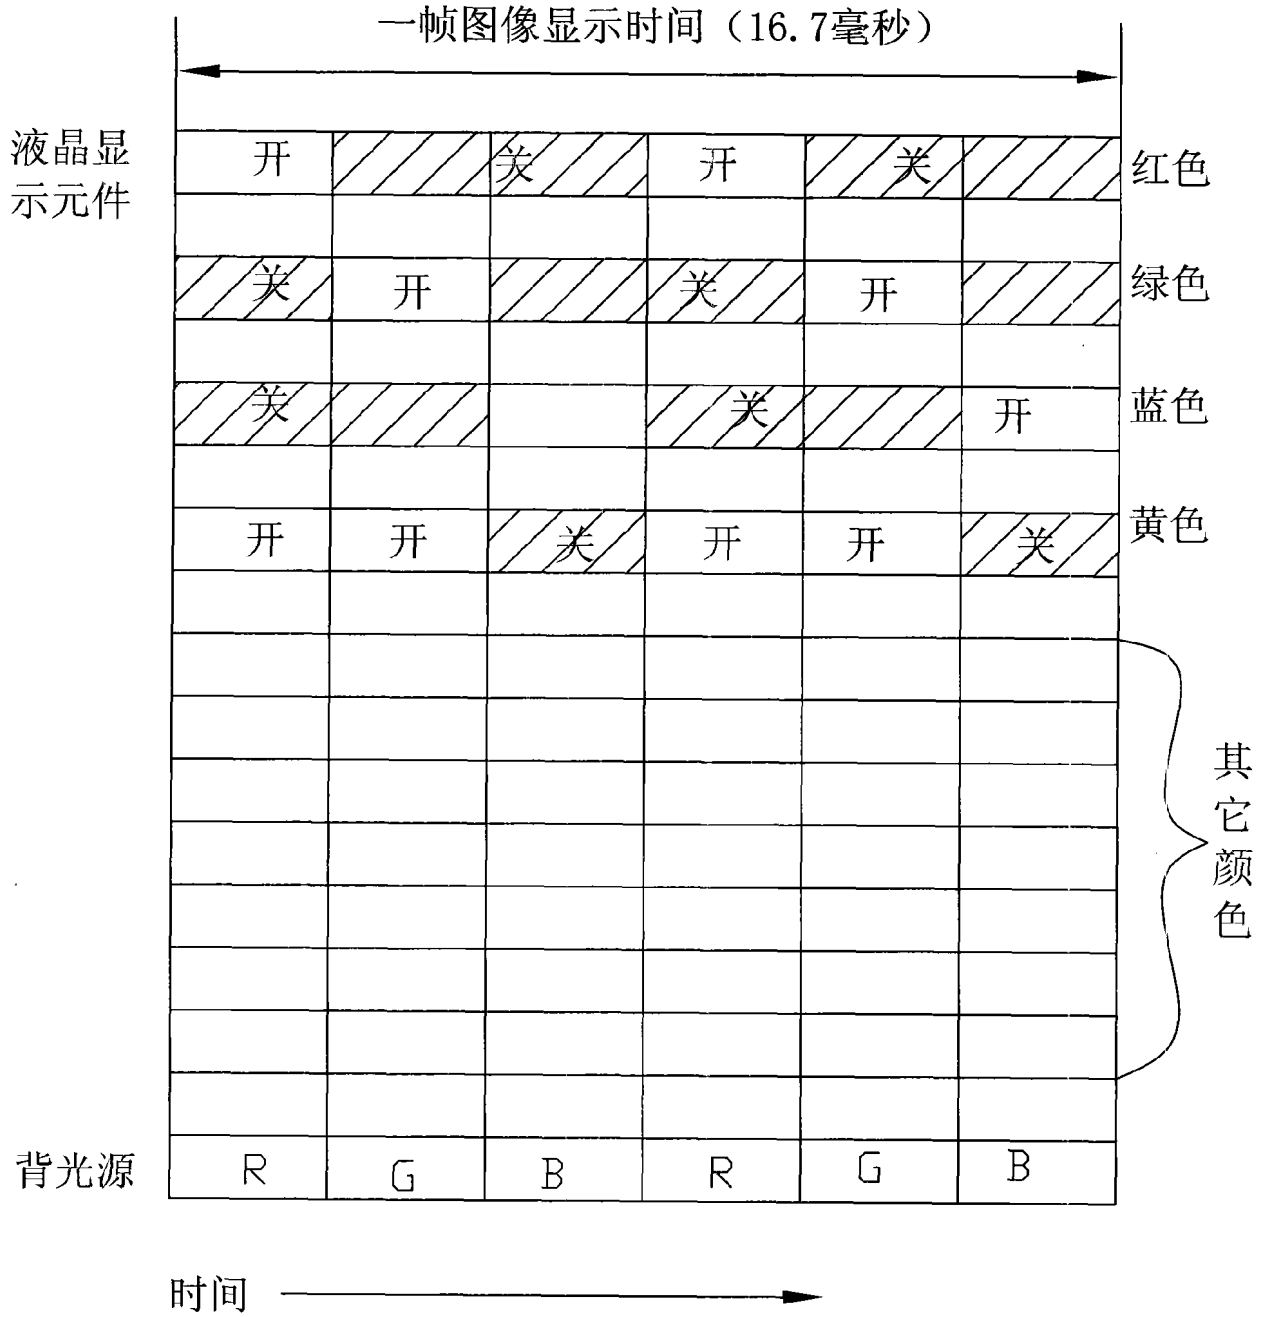 一帧图像显示时间（16.7毫秒）
液晶显
示元件
开 关 开 关 红色
关 开 关 开 绿色
关 关 开 蓝色
开 开 关 开 开 关 黄色
其它颜色
背光源 R G B R G B
时间